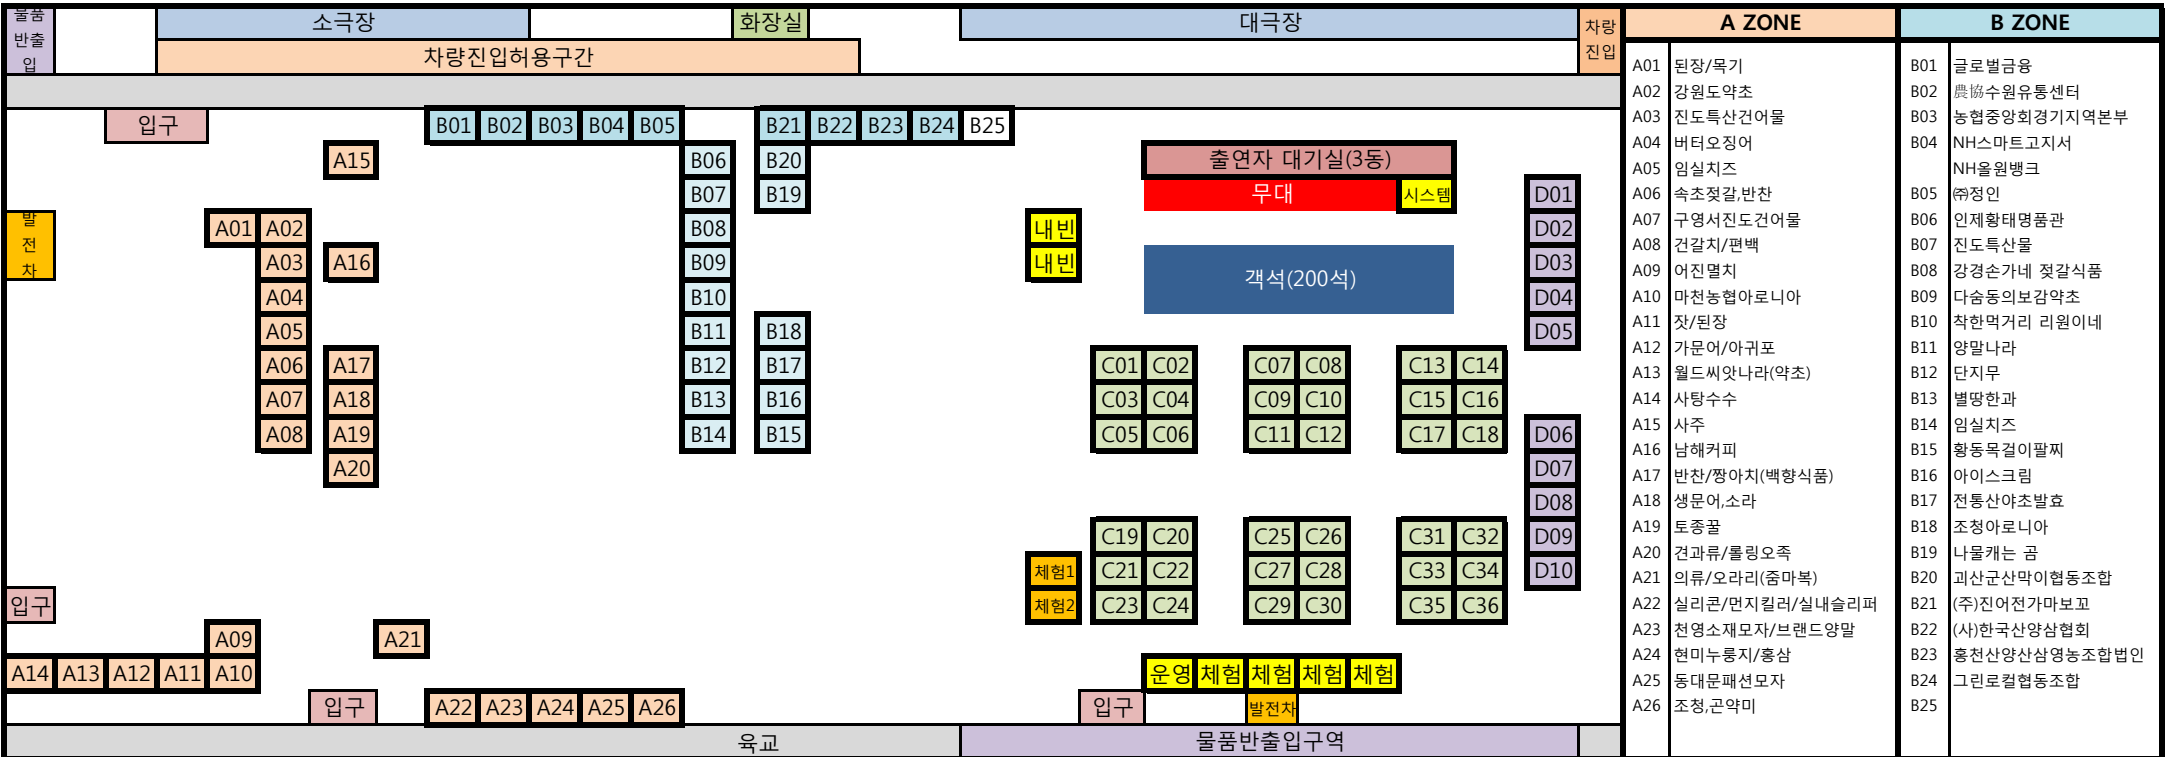 물품
반출
입
소극장
화장실
대극장
차량
진입
차량진입허용구간
입구
B01 B02 B03 B04 B05
B21 B22 B23 B24 B25
A15
B06
B20
출연자 대기실(3동)
B07
B19
무대
시스템
D01
발
전
차
A01 A02
B08
내빈
D02
A03
A16
B09
내빈
객석(200석)
D03
A04
B10
D04
A05
B11
B18
D05
A06
A17
B12
B17
C01 C02
C07 C08
C13 C14
A07
A18
B13
B16
C03 C04
C09 C10
C15 C16
A08
A19
B14
B15
C05 C06
C11 C12
C17 C18
D06
A20
D07
D08
C19 C20
C25 C26
C31 C32
D09
체험1
C21 C22
C27 C28
C33 C34
D10
입구
체험2
C23 C24
C29 C30
C35 C36
A09
A21
A14 A13 A12 A11 A10
운영 체험 체험 체험 체험
입구
A22 A23 A24 A25 A26
입구
발전차
육교
물품반출입구역
A ZONE
A01 된장/목기
A02 강원도약초
A03 진도특산건어물
A04 버터오징어
A05 임실치즈
A06 속초젖갈,반찬
A07 구영서진도건어물
A08 건갈치/편백
A09 어진멸치
A10 마천농협아로니아
A11 잣/된장
A12 가문어/아귀포
A13 월드씨앗나라(약초)
A14 사탕수수
A15 사주
A16 남해커피
A17 반찬/짱아치(백향식품)
A18 생문어,소라
A19 토종꿀
A20 견과류/롤링오족
A21 의류/오라리(줌마복)
A22 실리콘/먼지킬러/실내슬리퍼
A23 천영소재모자/브랜드양말
A24 현미누룽지/홍삼
A25 동대문패션모자
A26 조청,곤약미
B ZONE
B01 글로벌금융
B02 農協수원유통센터
B03 농협중앙회경기지역본부
B04 NH스마트고지서
NH올원뱅크
B05 ㈜정인
B06 인제황태명품관
B07 진도특산물
B08 강경손가네 젖갈식품
B09 다숨동의보감약초
B10 착한먹거리 리원이네
B11 양말나라
B12 단지무
B13 별땅한과
B14 임실치즈
B15 황동목걸이팔찌
B16 아이스크림
B17 전통산야초발효
B18 조청아로니아
B19 나물캐는 곰
B20 괴산군산막이협동조합
B21 (주)진어전가마보꼬
B22 (사)한국산양삼협회
B23 홍천산양산삼영농조합법인
B24 그린로컬협동조합
B25